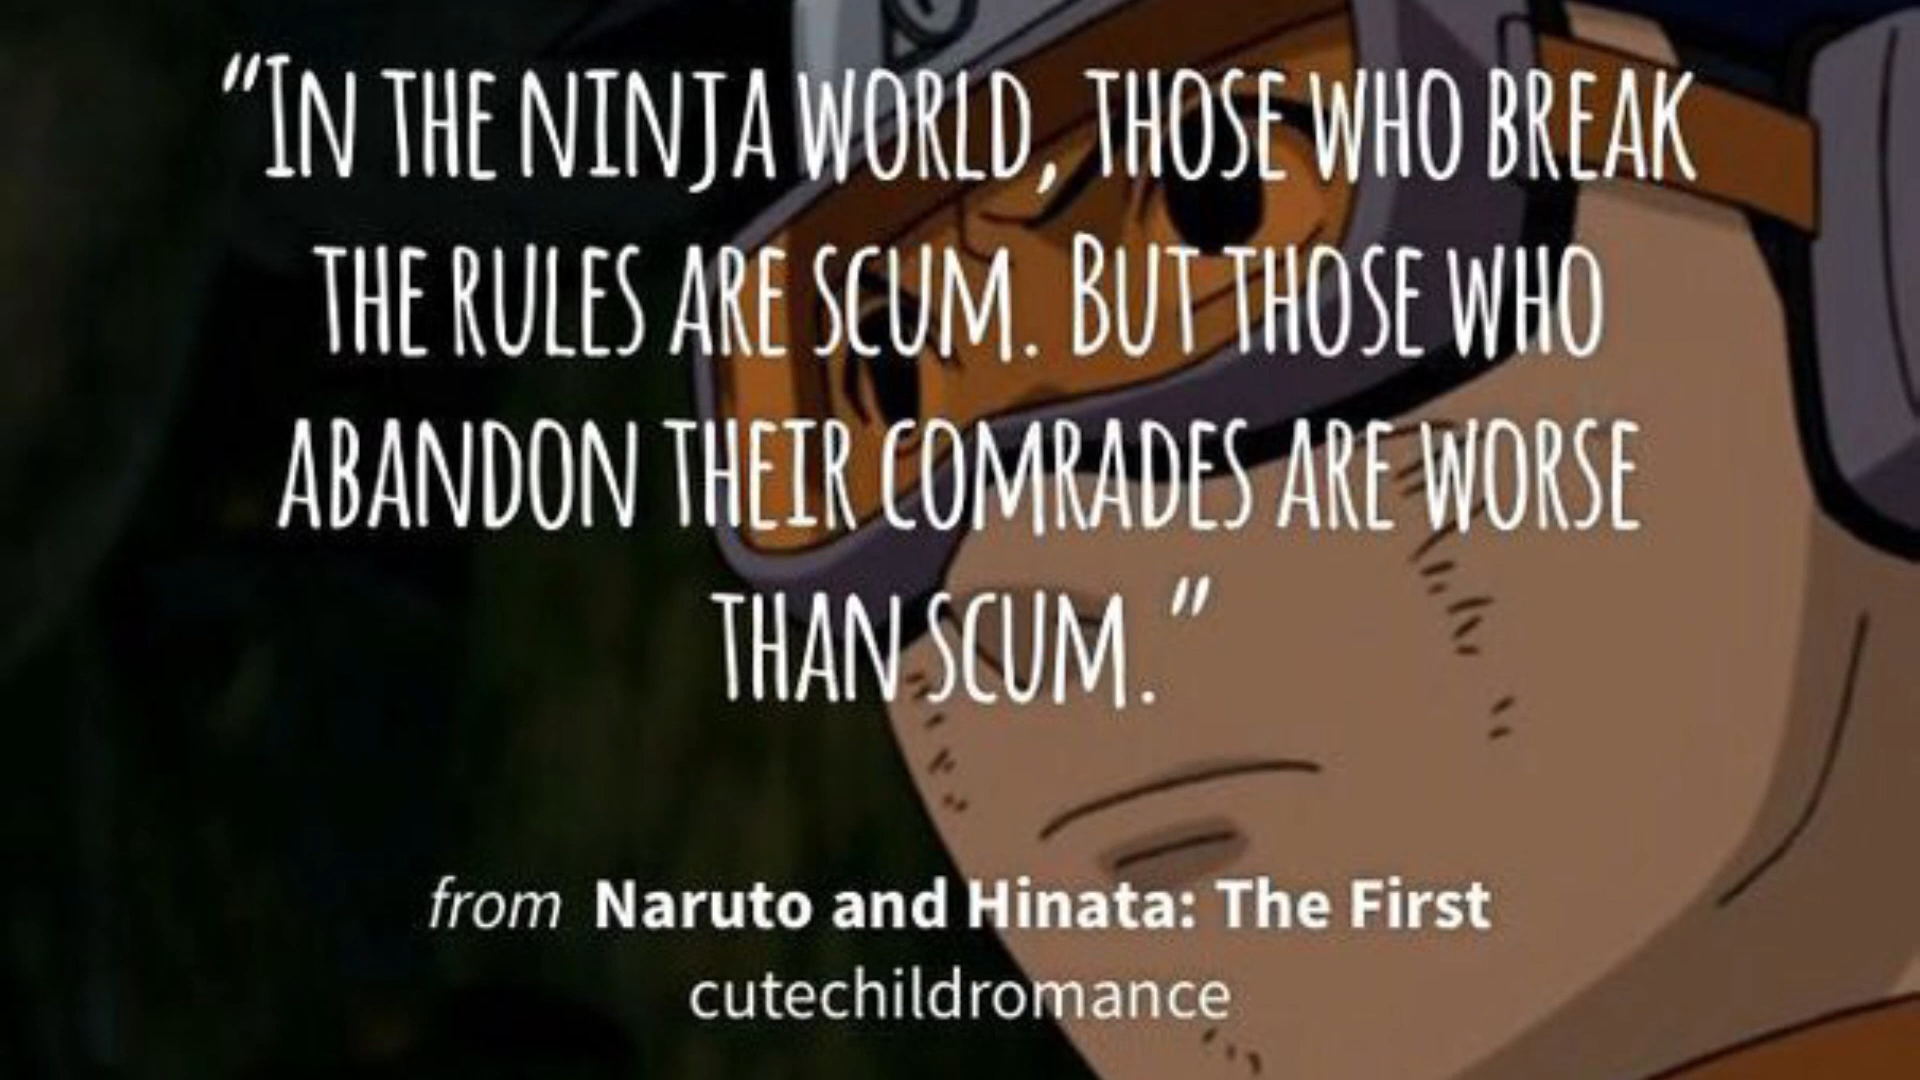 “In the ninja world, those who break
the rules are scum. But those who
abandon their comrades are worse
than scum.”
from Naruto and Hinata: The First
cutechildromance